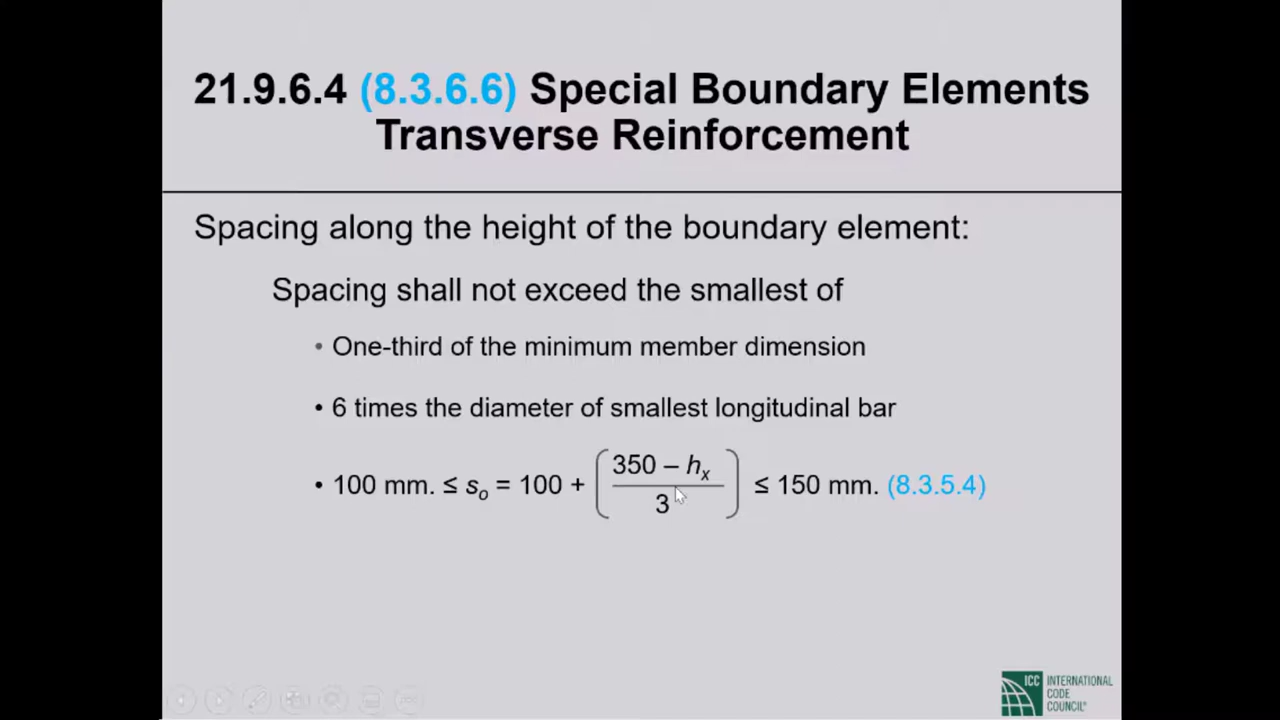 21.9.6.4 (8.3.6.6) Special Boundary Elements
Transverse Reinforcement
Spacing along the height of the boundary element:
Spacing shall not exceed the smallest of
• One-third of the minimum member dimension
• 6 times the diameter of smallest longitudinal bar
• 100 mm. ≤ sₒ = 100 + (350 – hₓ / 3) ≤ 150 mm. (8.3.5.4)
ICC INTERNATIONAL
CODE
COUNCIL®